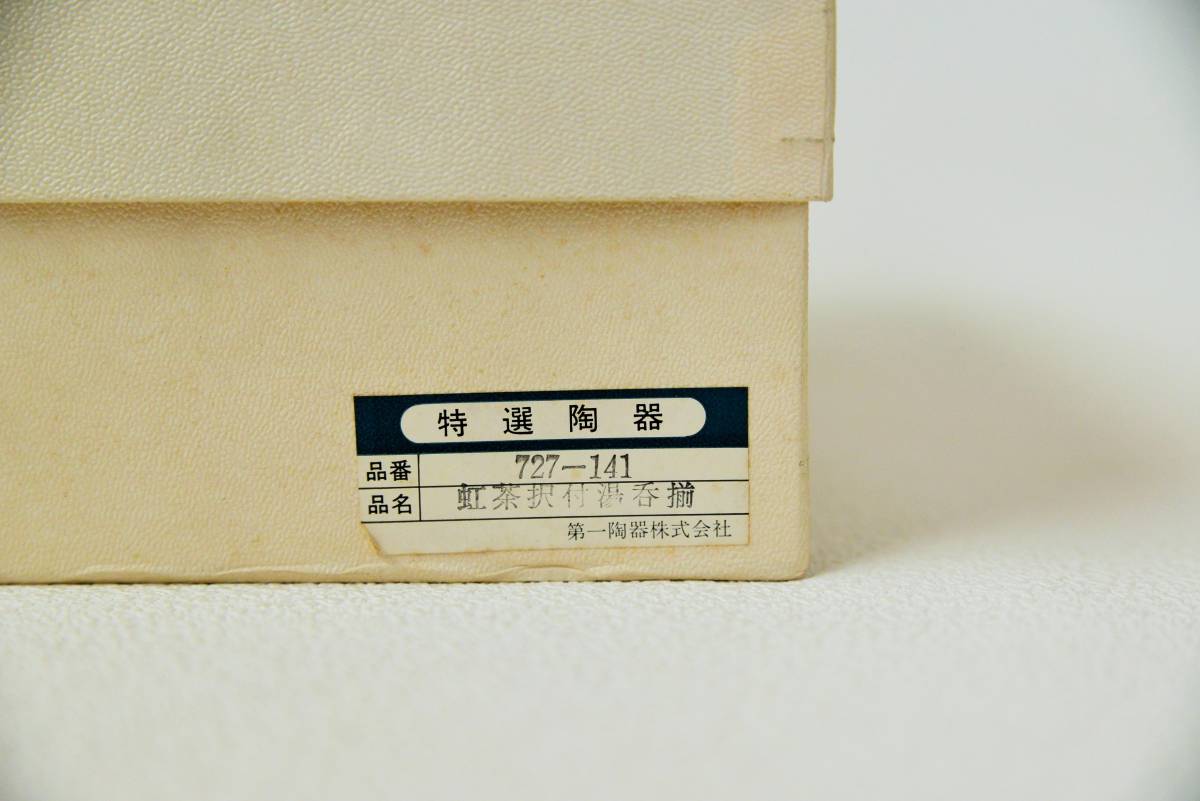 特選陶器
品番 727-141
品名 虹茶択付湯呑揃
第一陶器株式会社